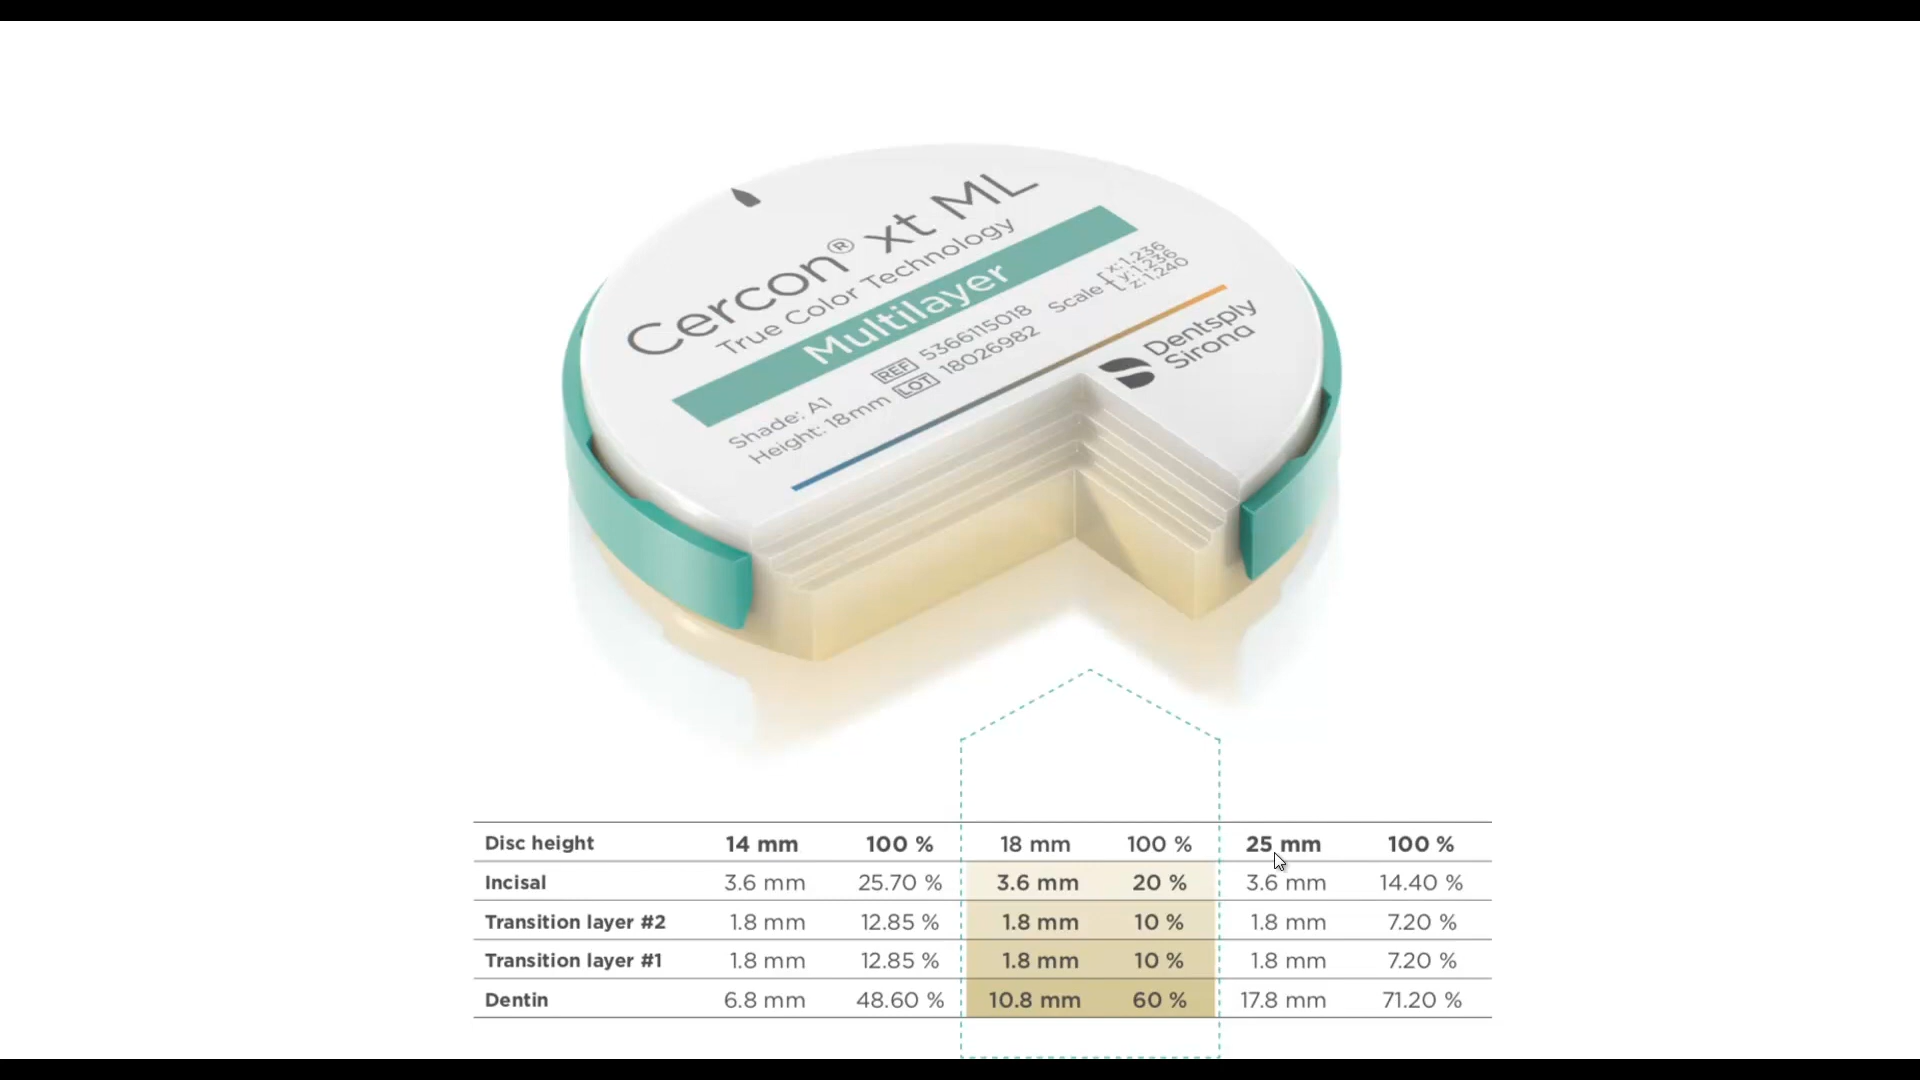 Cercon® xt ML
True Color Technology
Multilayer
REF 5366115018
LOT 18026982
Scale x:1.236
y:1.236
z:1.240
Shade: A1
Height: 18mm
Dentsply
Sirona
Disc height 14 mm 100 % 18 mm 100 % 25 mm 100 %
Incisal 3.6 mm 25.70 % 3.6 mm 20 % 3.6 mm 14.40 %
Transition layer #2 1.8 mm 12.85 % 1.8 mm 10 % 1.8 mm 7.20 %
Transition layer #1 1.8 mm 12.85 % 1.8 mm 10 % 1.8 mm 7.20 %
Dentin 6.8 mm 48.60 % 10.8 mm 60 % 17.8 mm 71.20 %